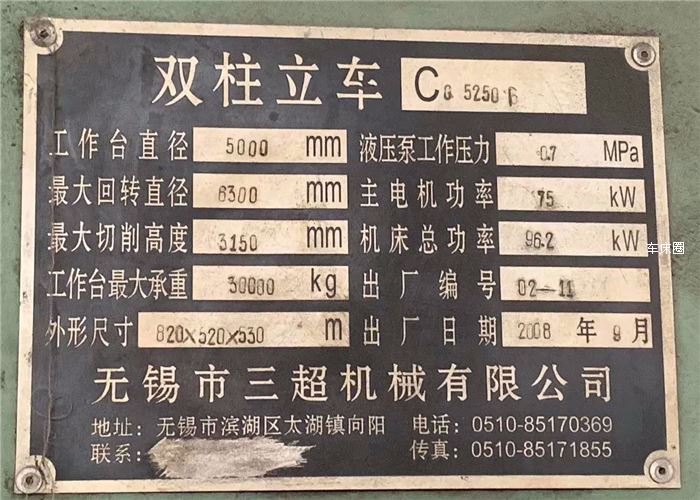 双柱立车 C Q 5250 B
工作台直径 5000 mm 液压泵工作压力 0.7 MPa
最大回转直径 6300 mm 主电机功率 75 kW
最大切削高度 3150 mm 机床总功率 96.2 kW
车床圈
工作台最大承重 30000 kg 出厂编号 02-11
外形尺寸 820×520×530 m 出厂日期 2008 年 9 月
无锡市三超机械有限公司
地址：无锡市滨湖区太湖镇向阳 电话：0510-85170369
联系： 传真：0510-85171855